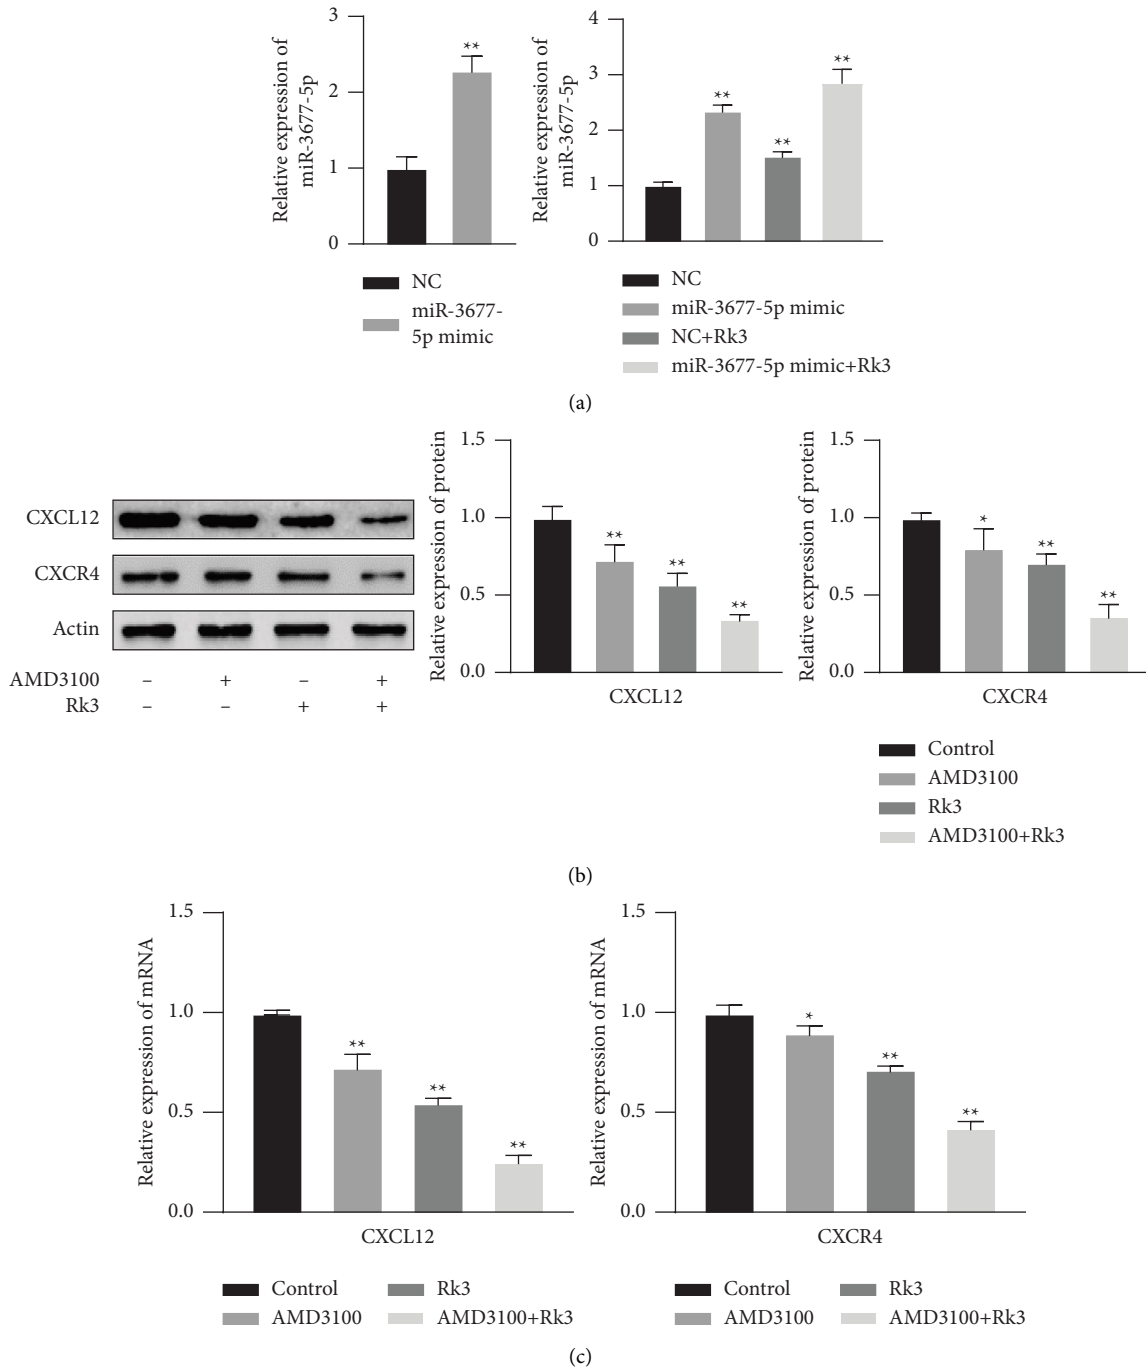 Relative expression of
miR-3677-5p
3
2
1
0
**
NC
miR-3677-
5p mimic
Relative expression of
miR-3677-5p
4
3
2
1
0
**
**
**
NC
miR-3677-5p mimic
NC+Rk3
miR-3677-5p mimic+Rk3
(a)
CXCL12
CXCR4
Actin
AMD3100 – + – +
Rk3 – – + +
Relative expression of protein
1.5
1.0
0.5
0.0
**
**
**
CXCL12
Relative expression of protein
1.5
1.0
0.5
0.0
*
**
**
CXCR4
Control
AMD3100
Rk3
AMD3100+Rk3
(b)
Relative expression of mRNA
1.5
1.0
0.5
0.0
**
**
**
CXCL12
Control Rk3
AMD3100 AMD3100+Rk3
Relative expression of mRNA
1.5
1.0
0.5
0.0
*
**
**
CXCR4
Control Rk3
AMD3100 AMD3100+Rk3
(c)